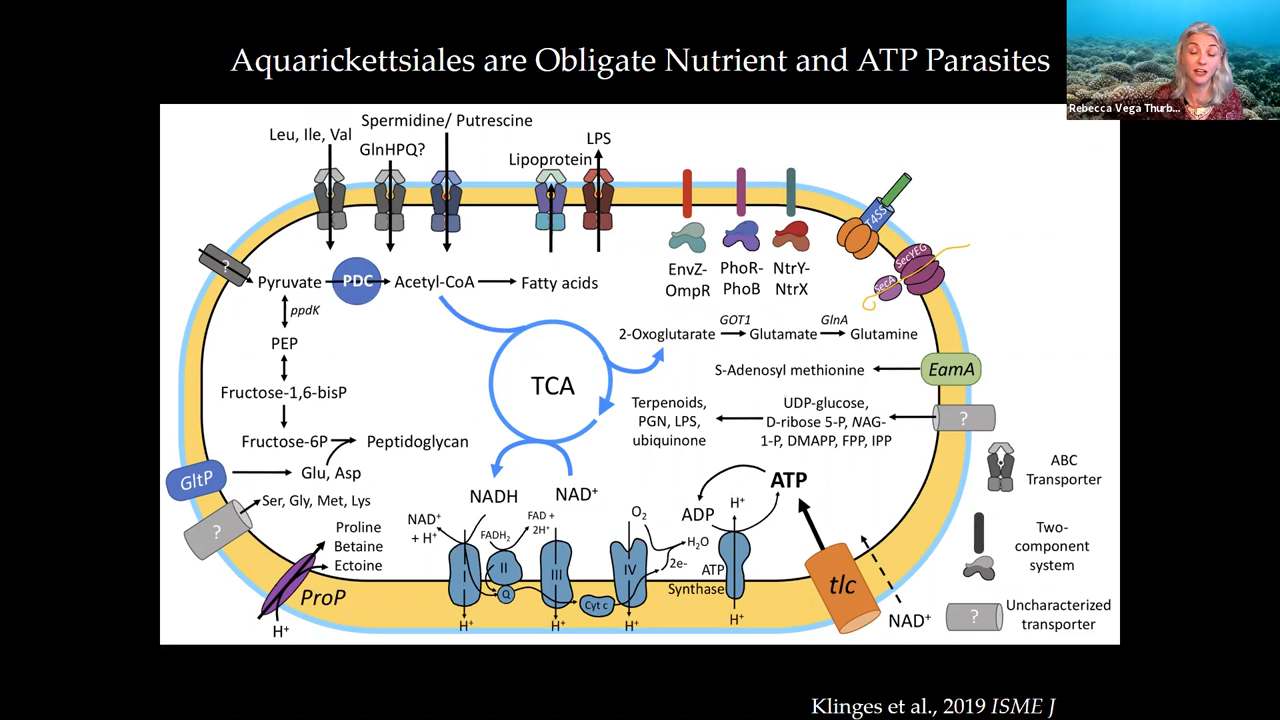 Aquarickettsiales are Obligate Nutrient and ATP Parasites
Rebecca Vega Thurb...
Spermidine/ Putrescine
Leu, Ile, Val
GlnHPQ?
Lipoprotein
LPS
T4SS
SecYEG
SecA
EnvZ-
OmpR
PhoR-
PhoB
NtrY-
NtrX
?
Pyruvate
PDC
Acetyl-CoA
Fatty acids
ppdK
PEP
Fructose-1,6-bisP
Fructose-6P
Peptidoglycan
GltP
Glu, Asp
?
Ser, Gly, Met, Lys
Proline
Betaine
Ectoine
ProP
H⁺
TCA
2-Oxoglutarate
GOT1
Glutamate
GlnA
Glutamine
S-Adenosyl methionine
EamA
Terpenoids,
PGN, LPS,
ubiquinone
UDP-glucose,
D-ribose 5-P, NAG-
1-P, DMAPP, FPP, IPP
?
NADH
NAD⁺
NAD⁺
+ H⁺
FADH₂
FAD +
2H⁺
II
III
IV
Q
Cyt c
H⁺
H⁺
H⁺
O₂
H₂O
2e-
ADP
ATP
H⁺
ATP
Synthase
H⁺
tlc
NAD⁺
ABC
Transporter
Two-
component
system
?
Uncharacterized
transporter
Klinges et al., 2019 ISME J